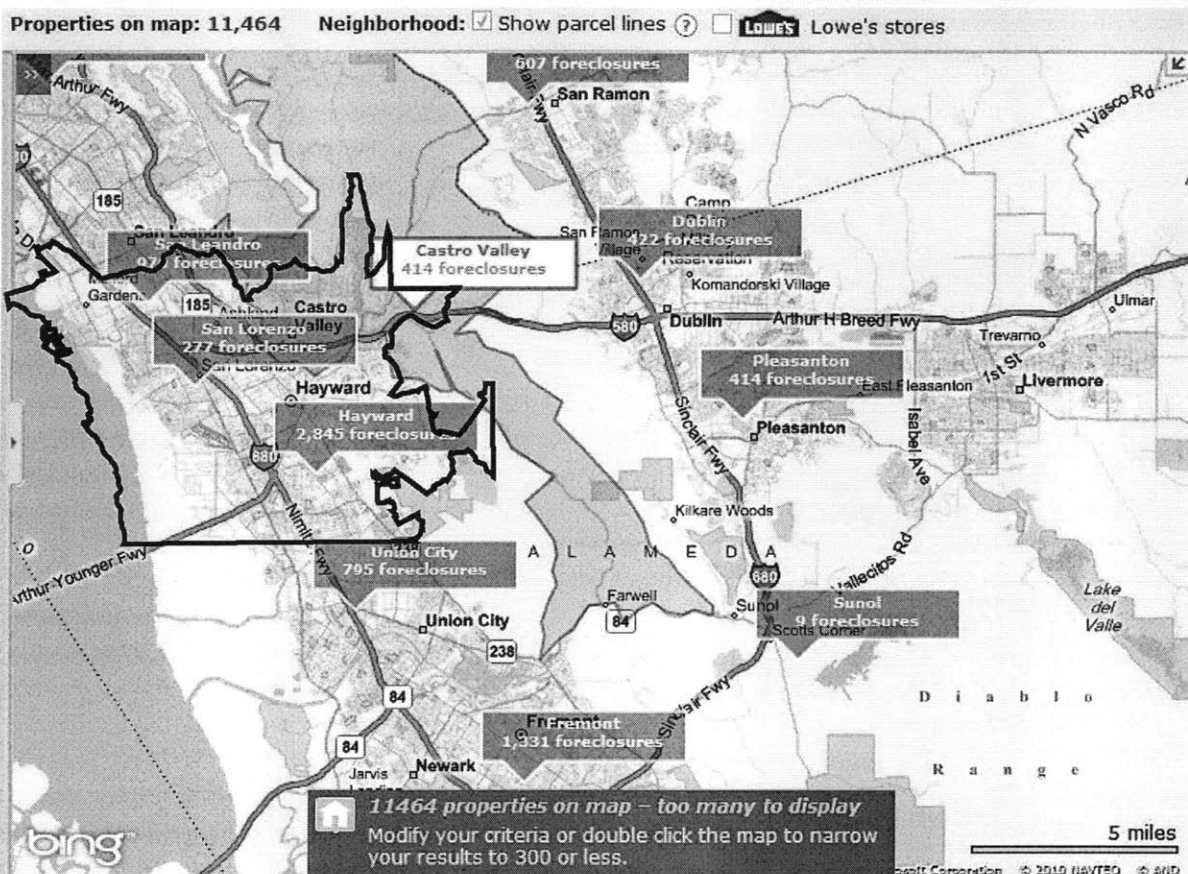 Properties on map: 11,464 Neighborhood: Show parcel lines ? LOWE'S Lowe's stores
>>
607 foreclosures
Arthur Fwy
San Ramon
N Vasco Rd
185
Camp
San Leandro
San Leandro
foreclosures
San Ramon
Village
Dublin
422 foreclosures
Reservation
Castro Valley
414 foreclosures
Komandorski Village
Gardens
185
Ashland
Castro
Valley
Ulmar
580
Dublin
Arthur H Breed Fwy
San Lorenzo
277 foreclosures
San Lorenzo
Trevarno
1st St
Pleasanton
414 foreclosures
East Pleasanton
Livermore
Hayward
Hayward
2,845 foreclosures
Sinclair Fwy
Isabel Ave
Pleasanton
880
Nimitz Fwy
Kilkare Woods
Union City
795 foreclosures
A L A M E D A
Arthur Younger Fwy
680
Vallecitos Rd
Farwell
84
Sunol
Sunol
9 foreclosures
Scotts Corner
Lake
del
Valle
Union City
238
84
Sinclair Fwy
D i a b l o
Fremont
Fremont
1,331 foreclosures
84
Newark
Jarvis
R a n g e
11464 properties on map – too many to display
Modify your criteria or double click the map to narrow
your results to 300 or less.
bing
5 miles
Corporation © 2010 NAVTEQ © AND